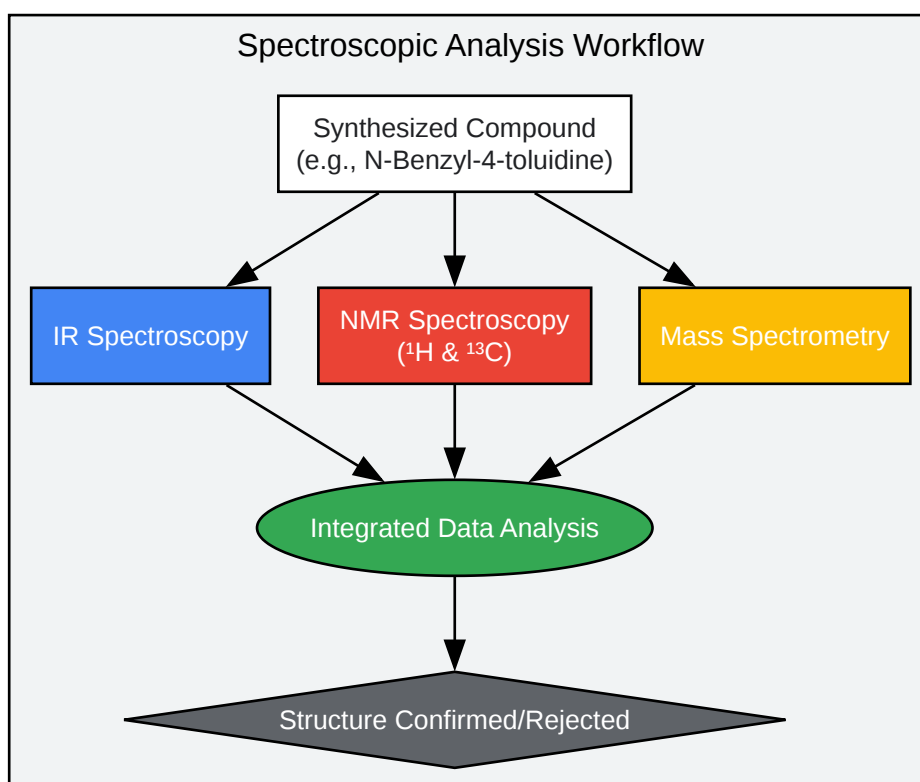 Spectroscopic Analysis Workflow
Synthesized Compound
(e.g., N-Benzyl-4-toluidine)
IR Spectroscopy
NMR Spectroscopy
(¹H & ¹³C)
Mass Spectrometry
Integrated Data Analysis
Structure Confirmed/Rejected